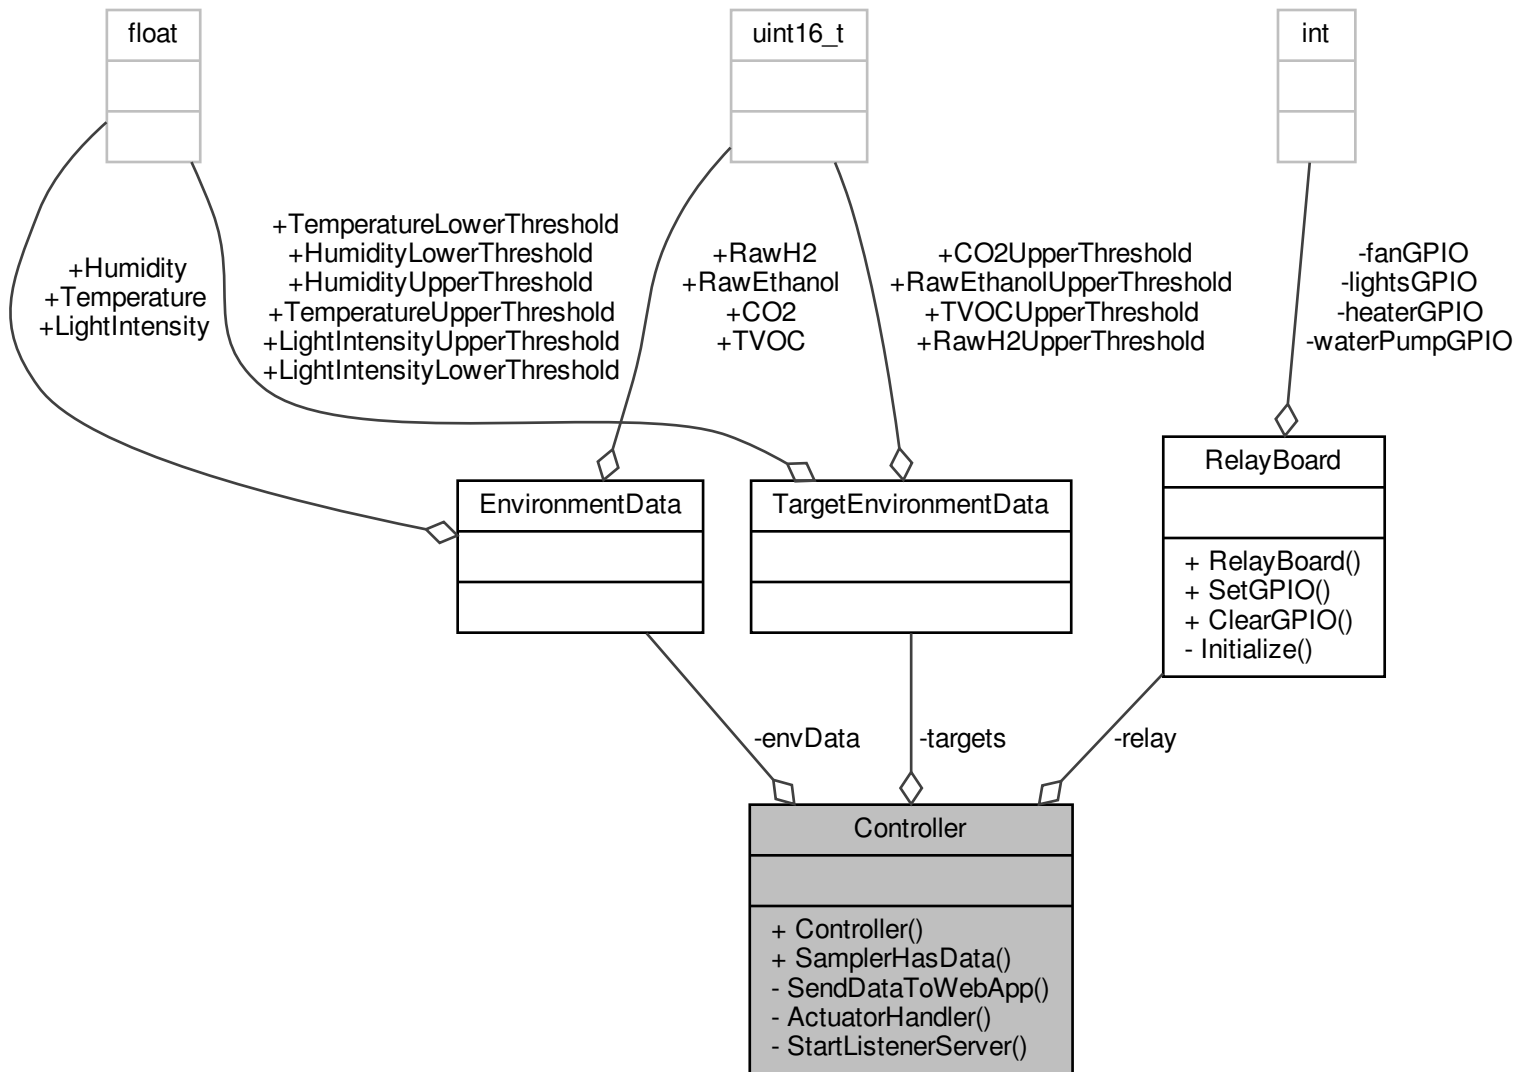 float
uint16_t
int
+Humidity
+Temperature
+LightIntensity
+TemperatureLowerThreshold
+HumidityLowerThreshold
+HumidityUpperThreshold
+TemperatureUpperThreshold
+LightIntensityUpperThreshold
+LightIntensityLowerThreshold
+RawH2
+RawEthanol
+CO2
+TVOC
+CO2UpperThreshold
+RawEthanolUpperThreshold
+TVOCUpperThreshold
+RawH2UpperThreshold
-fanGPIO
-lightsGPIO
-heaterGPIO
-waterPumpGPIO
EnvironmentData
TargetEnvironmentData
RelayBoard
+ RelayBoard()
+ SetGPIO()
+ ClearGPIO()
- Initialize()
-envData
-targets
-relay
Controller
+ Controller()
+ SamplerHasData()
- SendDataToWebApp()
- ActuatorHandler()
- StartListenerServer()